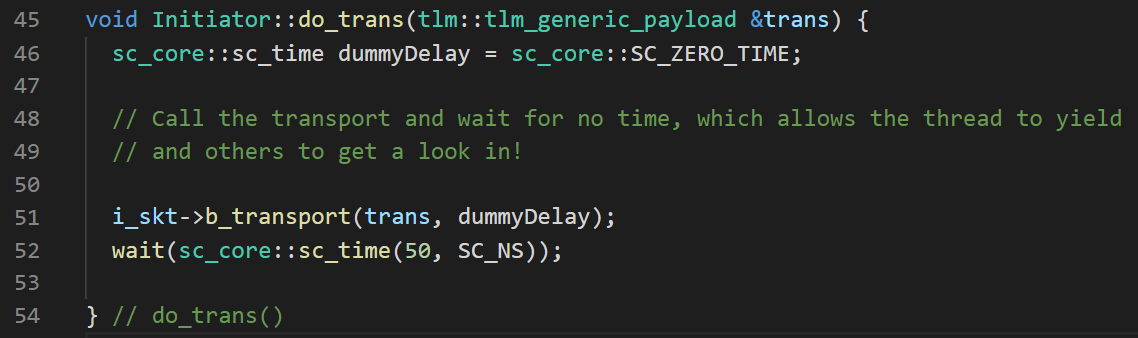 45 void Initiator::do_trans(tlm::tlm_generic_payload &trans) {
46 sc_core::sc_time dummyDelay = sc_core::SC_ZERO_TIME;
47
48 // Call the transport and wait for no time, which allows the thread to yield
49 // and others to get a look in!
50
51 i_skt->b_transport(trans, dummyDelay);
52 wait(sc_core::sc_time(50, SC_NS));
53
54 } // do_trans()